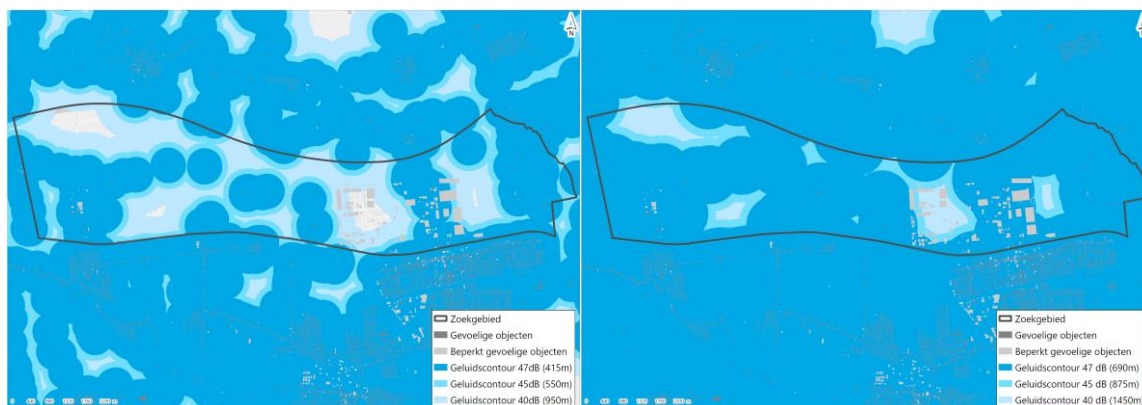 N
Zoekgebied
Gevoelige objecten
Beperkt gevoelige objecten
Geluidscontour 47dB (415m)
Geluidscontour 45dB (550m)
Geluidscontour 40dB (950m)
N
Zoekgebied
Gevoelige objecten
Beperkt gevoelige objecten
Geluidscontour 47 dB (690m)
Geluidscontour 45 dB (875m)
Geluidscontour 40 dB (1450m